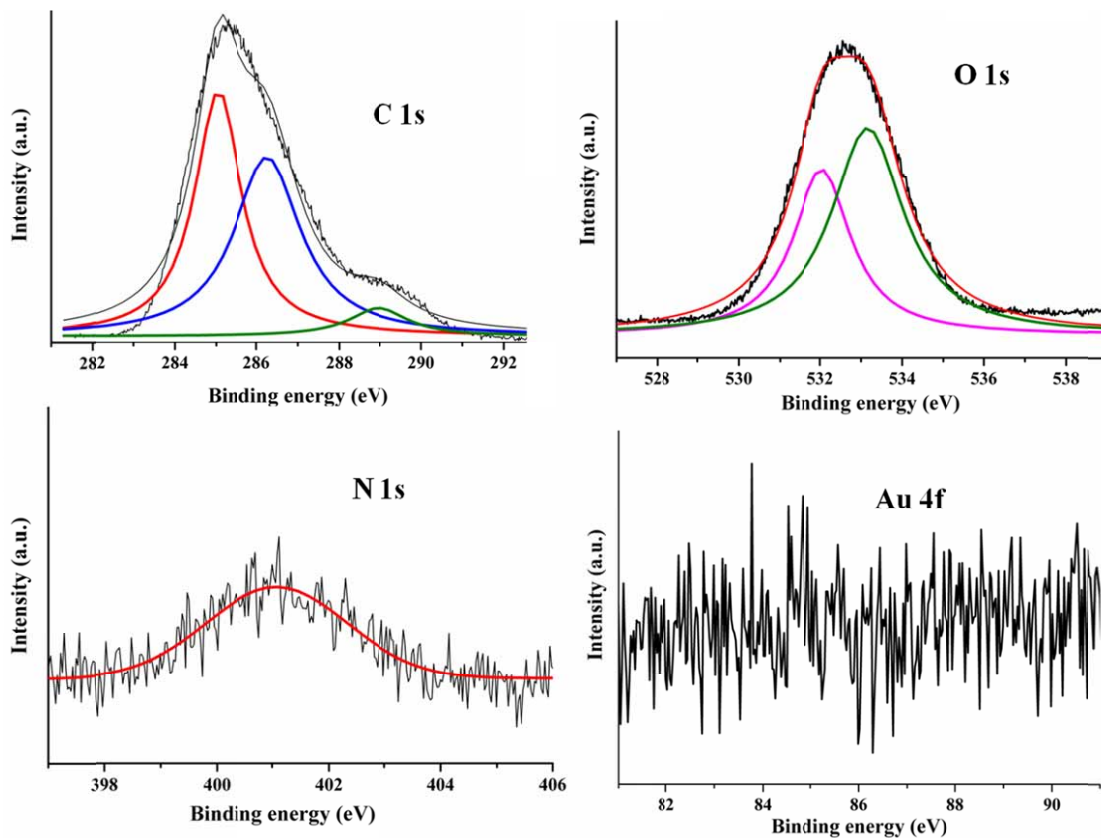 C 1s
Intensity (a.u.)
282 284 286 288 290 292
Binding energy (eV)
O 1s
Intensity (a.u.)
528 530 532 534 536 538
Binding energy (eV)
N 1s
Intensity (a.u.)
398 400 402 404 406
Binding energy (eV)
Au 4f
Intensity (a.u.)
82 84 86 88 90
Binding energy (eV)